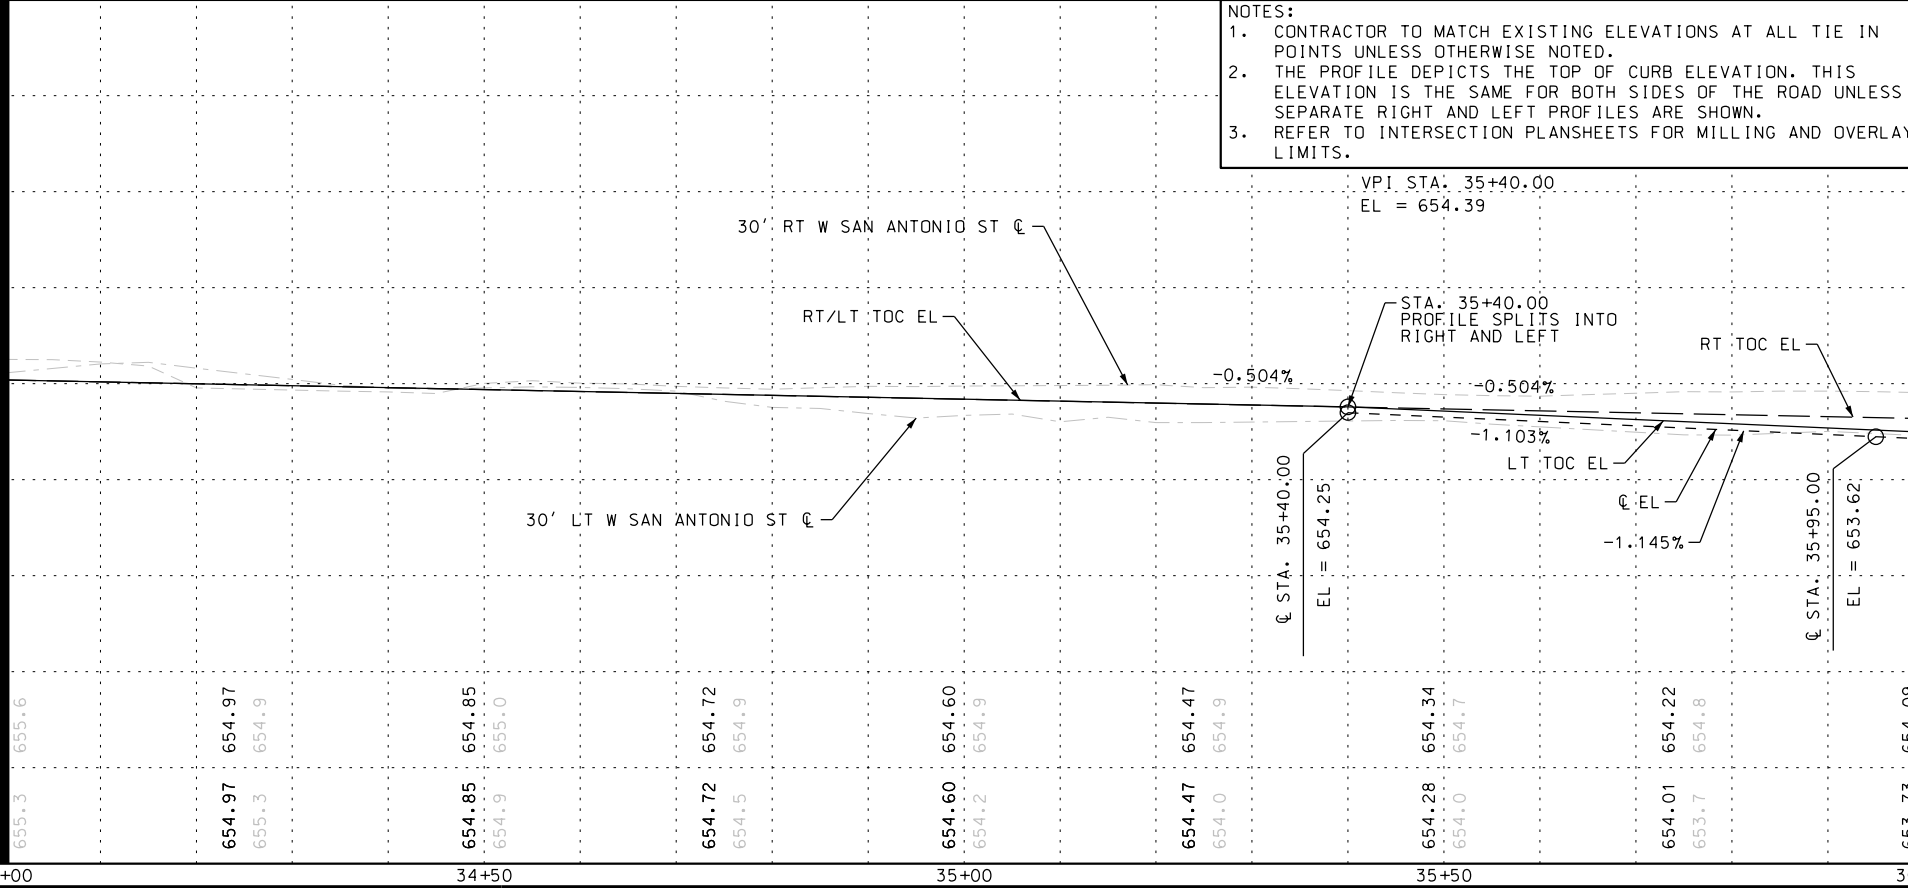 NOTES:
1. CONTRACTOR TO MATCH EXISTING ELEVATIONS AT ALL TIE IN
POINTS UNLESS OTHERWISE NOTED.
2. THE PROFILE DEPICTS THE TOP OF CURB ELEVATION. THIS
ELEVATION IS THE SAME FOR BOTH SIDES OF THE ROAD UNLESS
SEPARATE RIGHT AND LEFT PROFILES ARE SHOWN.
3. REFER TO INTERSECTION PLANSHEETS FOR MILLING AND OVERLAY
LIMITS.
VPI STA. 35+40.00
EL = 654.39
30' RT W SAN ANTONIO ST ℄
RT/LT TOC EL
STA. 35+40.00
PROFILE SPLITS INTO
RIGHT AND LEFT
RT TOC EL
-0.504%
-0.504%
-1.103%
LT TOC EL
℄ EL
-1.145%
30' LT W SAN ANTONIO ST ℄
℄ STA. 35+40.00
EL = 654.25
℄ STA. 35+95.00
EL = 653.62
655.6
654.97
654.9
654.85
655.0
654.72
654.9
654.60
654.9
654.47
654.9
654.34
654.7
654.22
654.8
655.3
654.97
655.3
654.85
654.9
654.72
654.5
654.60
654.2
654.47
654.0
654.28
654.0
654.01
653.7
+00
34+50
35+00
35+50